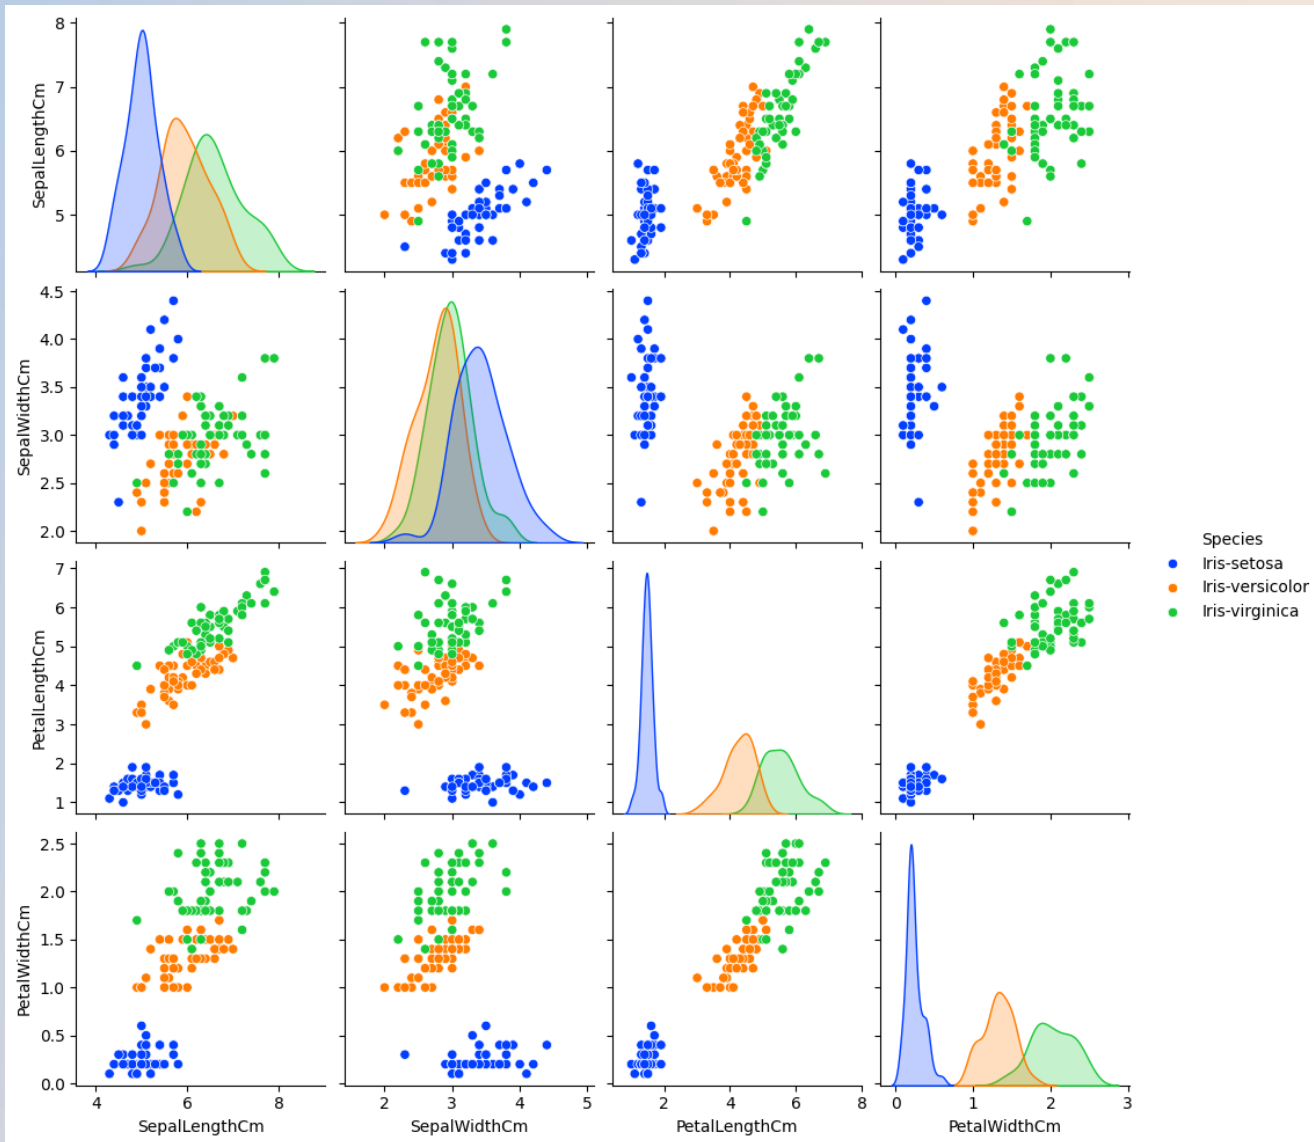 8
7
6
5
SepalLengthCm
4.5
4.0
3.5
3.0
2.5
2.0
SepalWidthCm
Species
Iris-setosa
Iris-versicolor
Iris-virginica
7
6
5
4
3
2
1
PetalLengthCm
2.5
2.0
1.5
1.0
0.5
0.0
PetalWidthCm
4 6 8
2 3 4 5
2 4 6 8
0 1 2 3
SepalLengthCm
SepalWidthCm
PetalLengthCm
PetalWidthCm